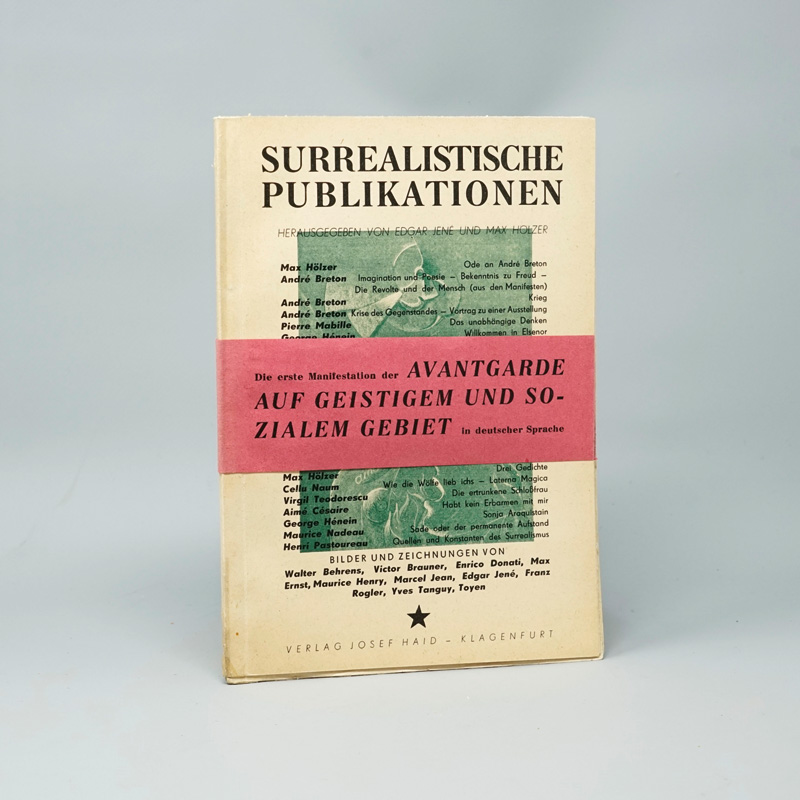 SURREALISTISCHE
PUBLIKATIONEN
HERAUSGEGEBEN VON EDGAR JENE UND MAX HÖLZER
Max Hölzer Ode an André Breton
André Breton Imagination und Poesie – Bekenntnis zu Freud –
Die Revolte und der Mensch (aus den Manifesten)
André Breton Krieg
André Breton Krise des Gegenstandes – Vortrag zu einer Ausstellung
Pierre Mabille Das unabhängige Denken
George Hénein Willkommen in Elsenor
Die erste Manifestation der AVANTGARDE
AUF GEISTIGEM UND SO-
ZIALEM GEBIET in deutscher Sprache
Max Hölzer Drei Gedichte
Cellu Naum Wie die Wölfe lieb ichs – Laterna Magica
Virgil Teodorescu Die ertrunkene Schloßfrau
Aimé Césaire Habt kein Erbarmen mit mir
George Hénein Sonja Araquistain
Maurice Nadeau Sade oder der permanente Aufstand
Henri Pastoureau Quellen und Konstanten des Surrealismus
BILDER UND ZEICHNUNGEN VON
Walter Behrens, Victor Brauner, Enrico Donati, Max
Ernst, Maurice Henry, Marcel Jean, Edgar Jené, Franz
Rogler, Yves Tanguy, Toyen
VERLAG JOSEF HAID – KLAGENFURT